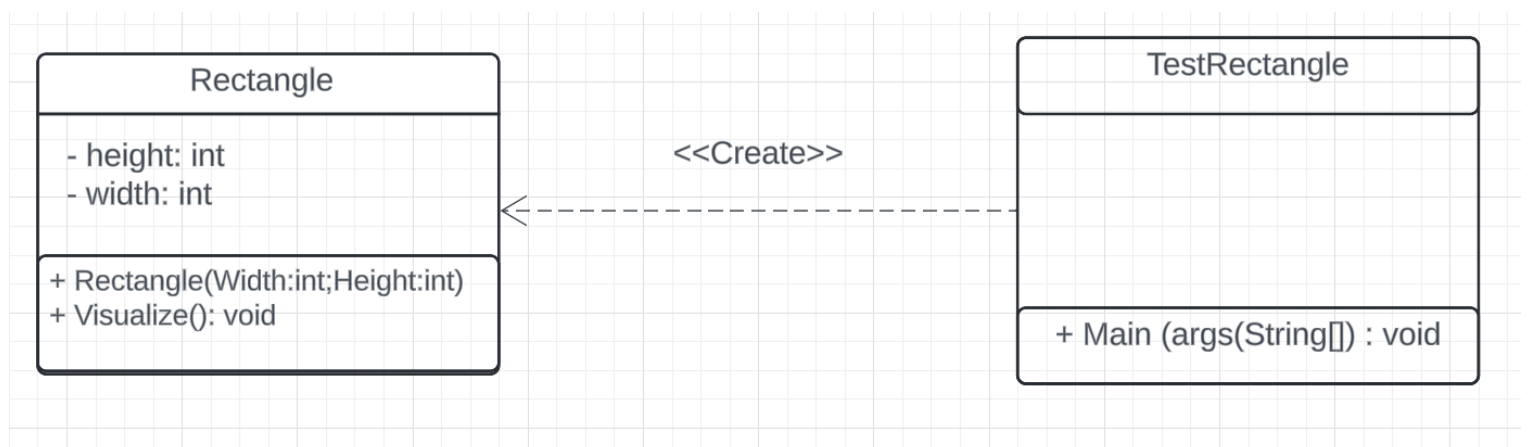 Rectangle
- height: int
- width: int
+ Rectangle(Width:int;Height:int)
+ Visualize(): void
<<Create>>
TestRectangle
+ Main (args(String[]) : void